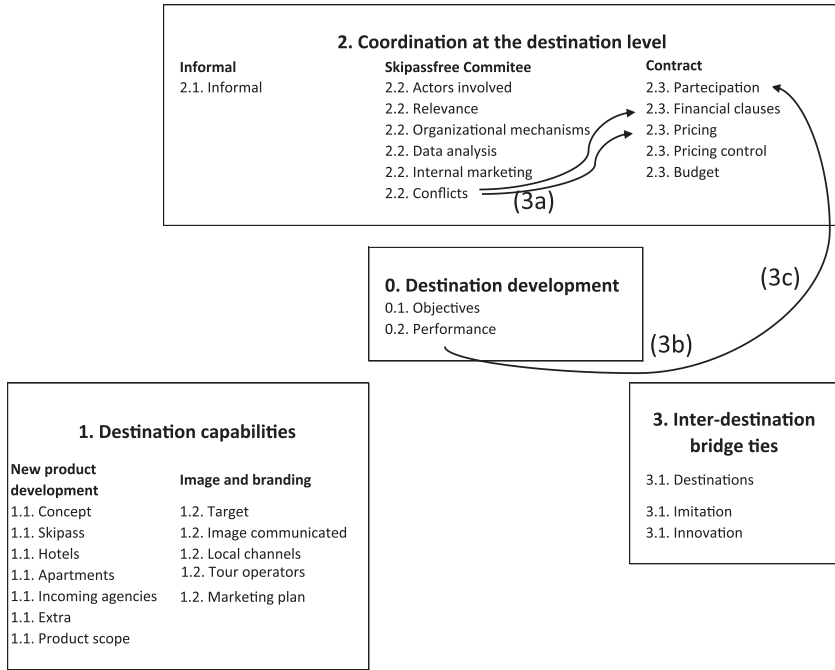 2. Coordination at the destination level
Informal
2.1. Informal
Skipassfree Commitee
2.2. Actors involved
2.2. Relevance
2.2. Organizational mechanisms
2.2. Data analysis
2.2. Internal marketing
2.2. Conflicts
Contract
2.3. Partecipation
2.3. Financial clauses
2.3. Pricing
2.3. Pricing control
2.3. Budget
(3a)
(3c)
0. Destination development
0.1. Objectives
0.2. Performance
(3b)
1. Destination capabilities
New product
development
1.1. Concept
1.1. Skipass
1.1. Hotels
1.1. Apartments
1.1. Incoming agencies
1.1. Extra
1.1. Product scope
Image and branding
1.2. Target
1.2. Image communicated
1.2. Local channels
1.2. Tour operators
1.2. Marketing plan
3. Inter-destination
bridge ties
3.1. Destinations
3.1. Imitation
3.1. Innovation